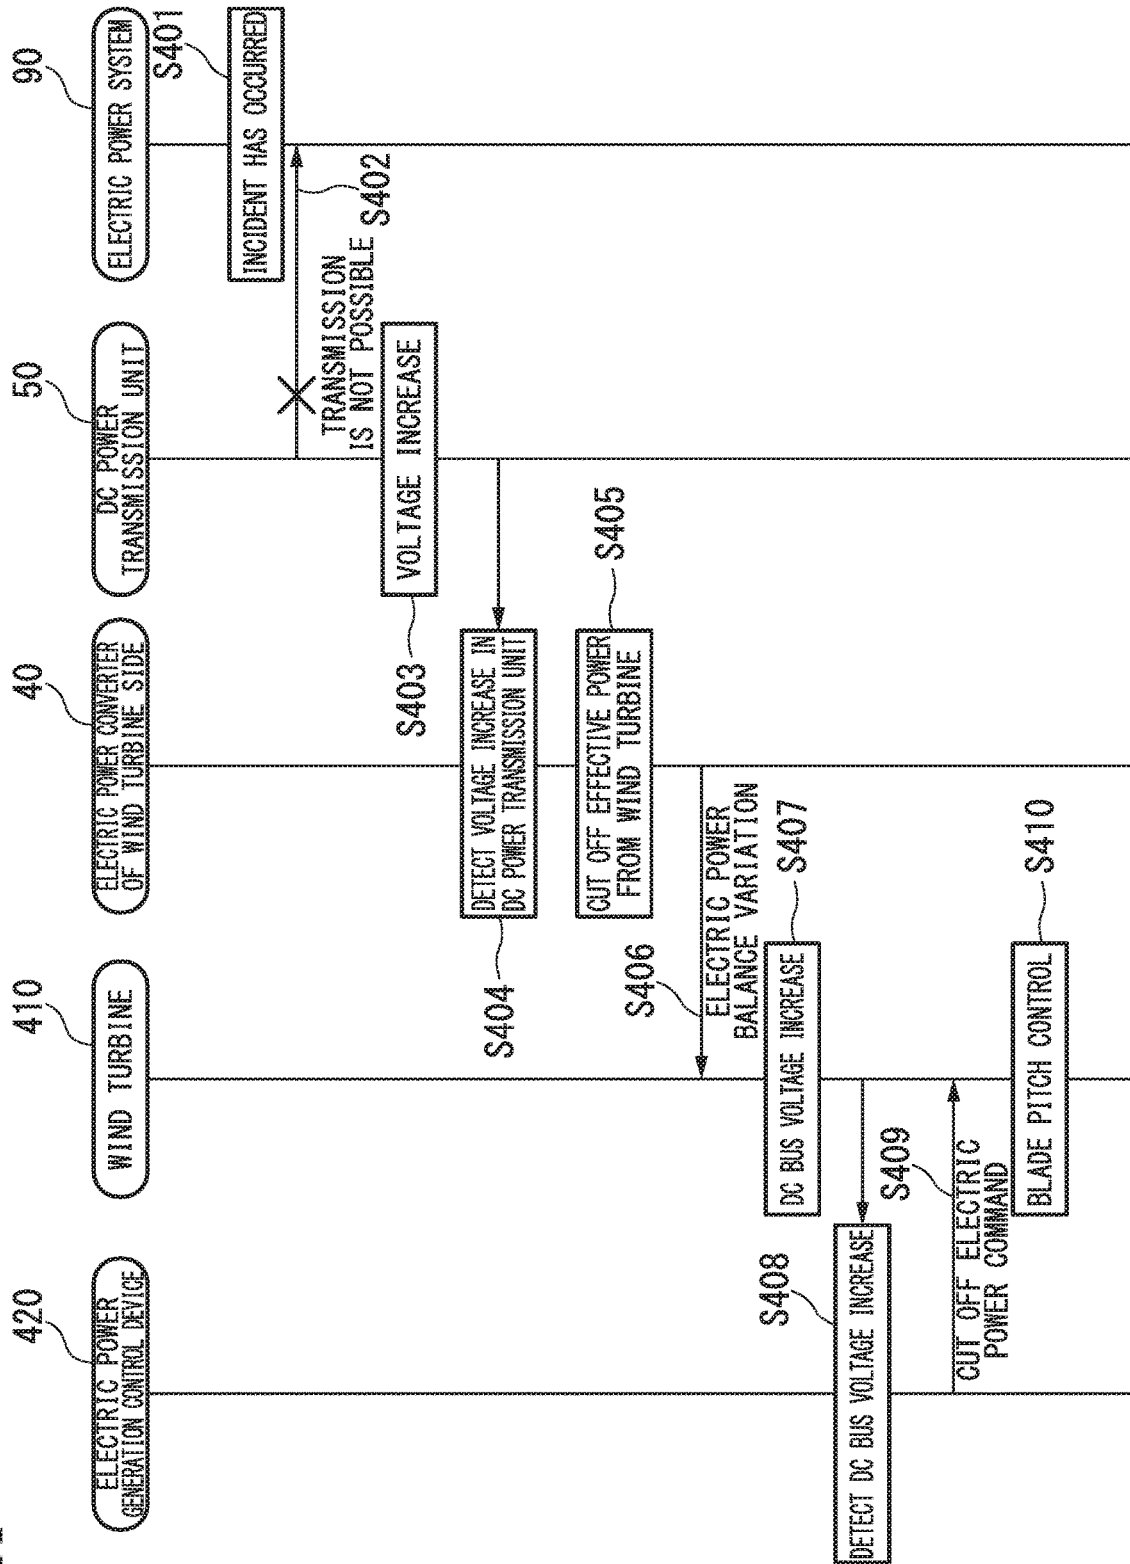 420
ELECTRIC POWER
GENERATION CONTROL DEVICE
410
WIND TURBINE
40
ELECTRIC POWER CONVERTER
OF WIND TURBINE SIDE
50
DC POWER
TRANSMISSION UNIT
90
ELECTRIC POWER SYSTEM
S401
INCIDENT HAS OCCURRED
S402
TRANSMISSION
IS NOT POSSIBLE
VOLTAGE INCREASE
S403
DETECT VOLTAGE INCREASE IN
DC POWER TRANSMISSION UNIT
S404
S405
CUT OFF EFFECTIVE POWER
FROM WIND TURBINE
S406
ELECTRIC POWER
BALANCE VARIATION
S407
DC BUS VOLTAGE INCREASE
S408
DETECT DC BUS VOLTAGE INCREASE
S409
CUT OFF ELECTRIC
POWER COMMAND
S410
BLADE PITCH CONTROL